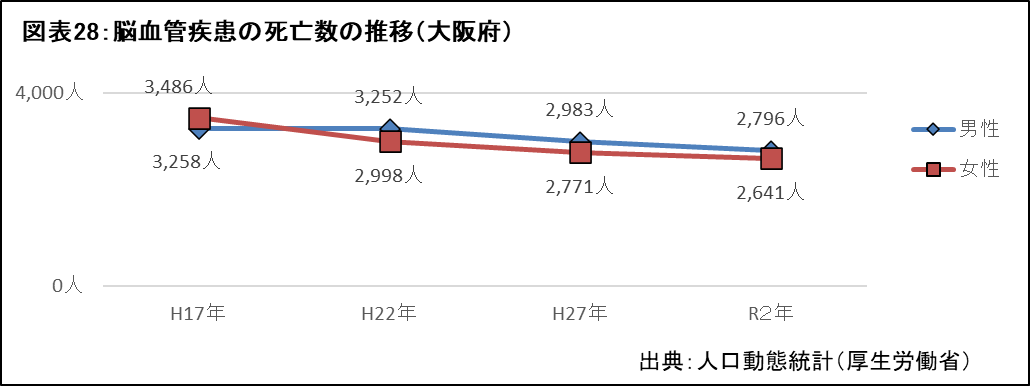 図表28：脳血管疾患の死亡数の推移（大阪府）
4,000人
3,486人
3,252人
2,983人
2,796人
男性
3,258人
2,998人
2,771人
2,641人
女性
0人
H17年
H22年
H27年
R２年
出典：人口動態統計（厚生労働省）